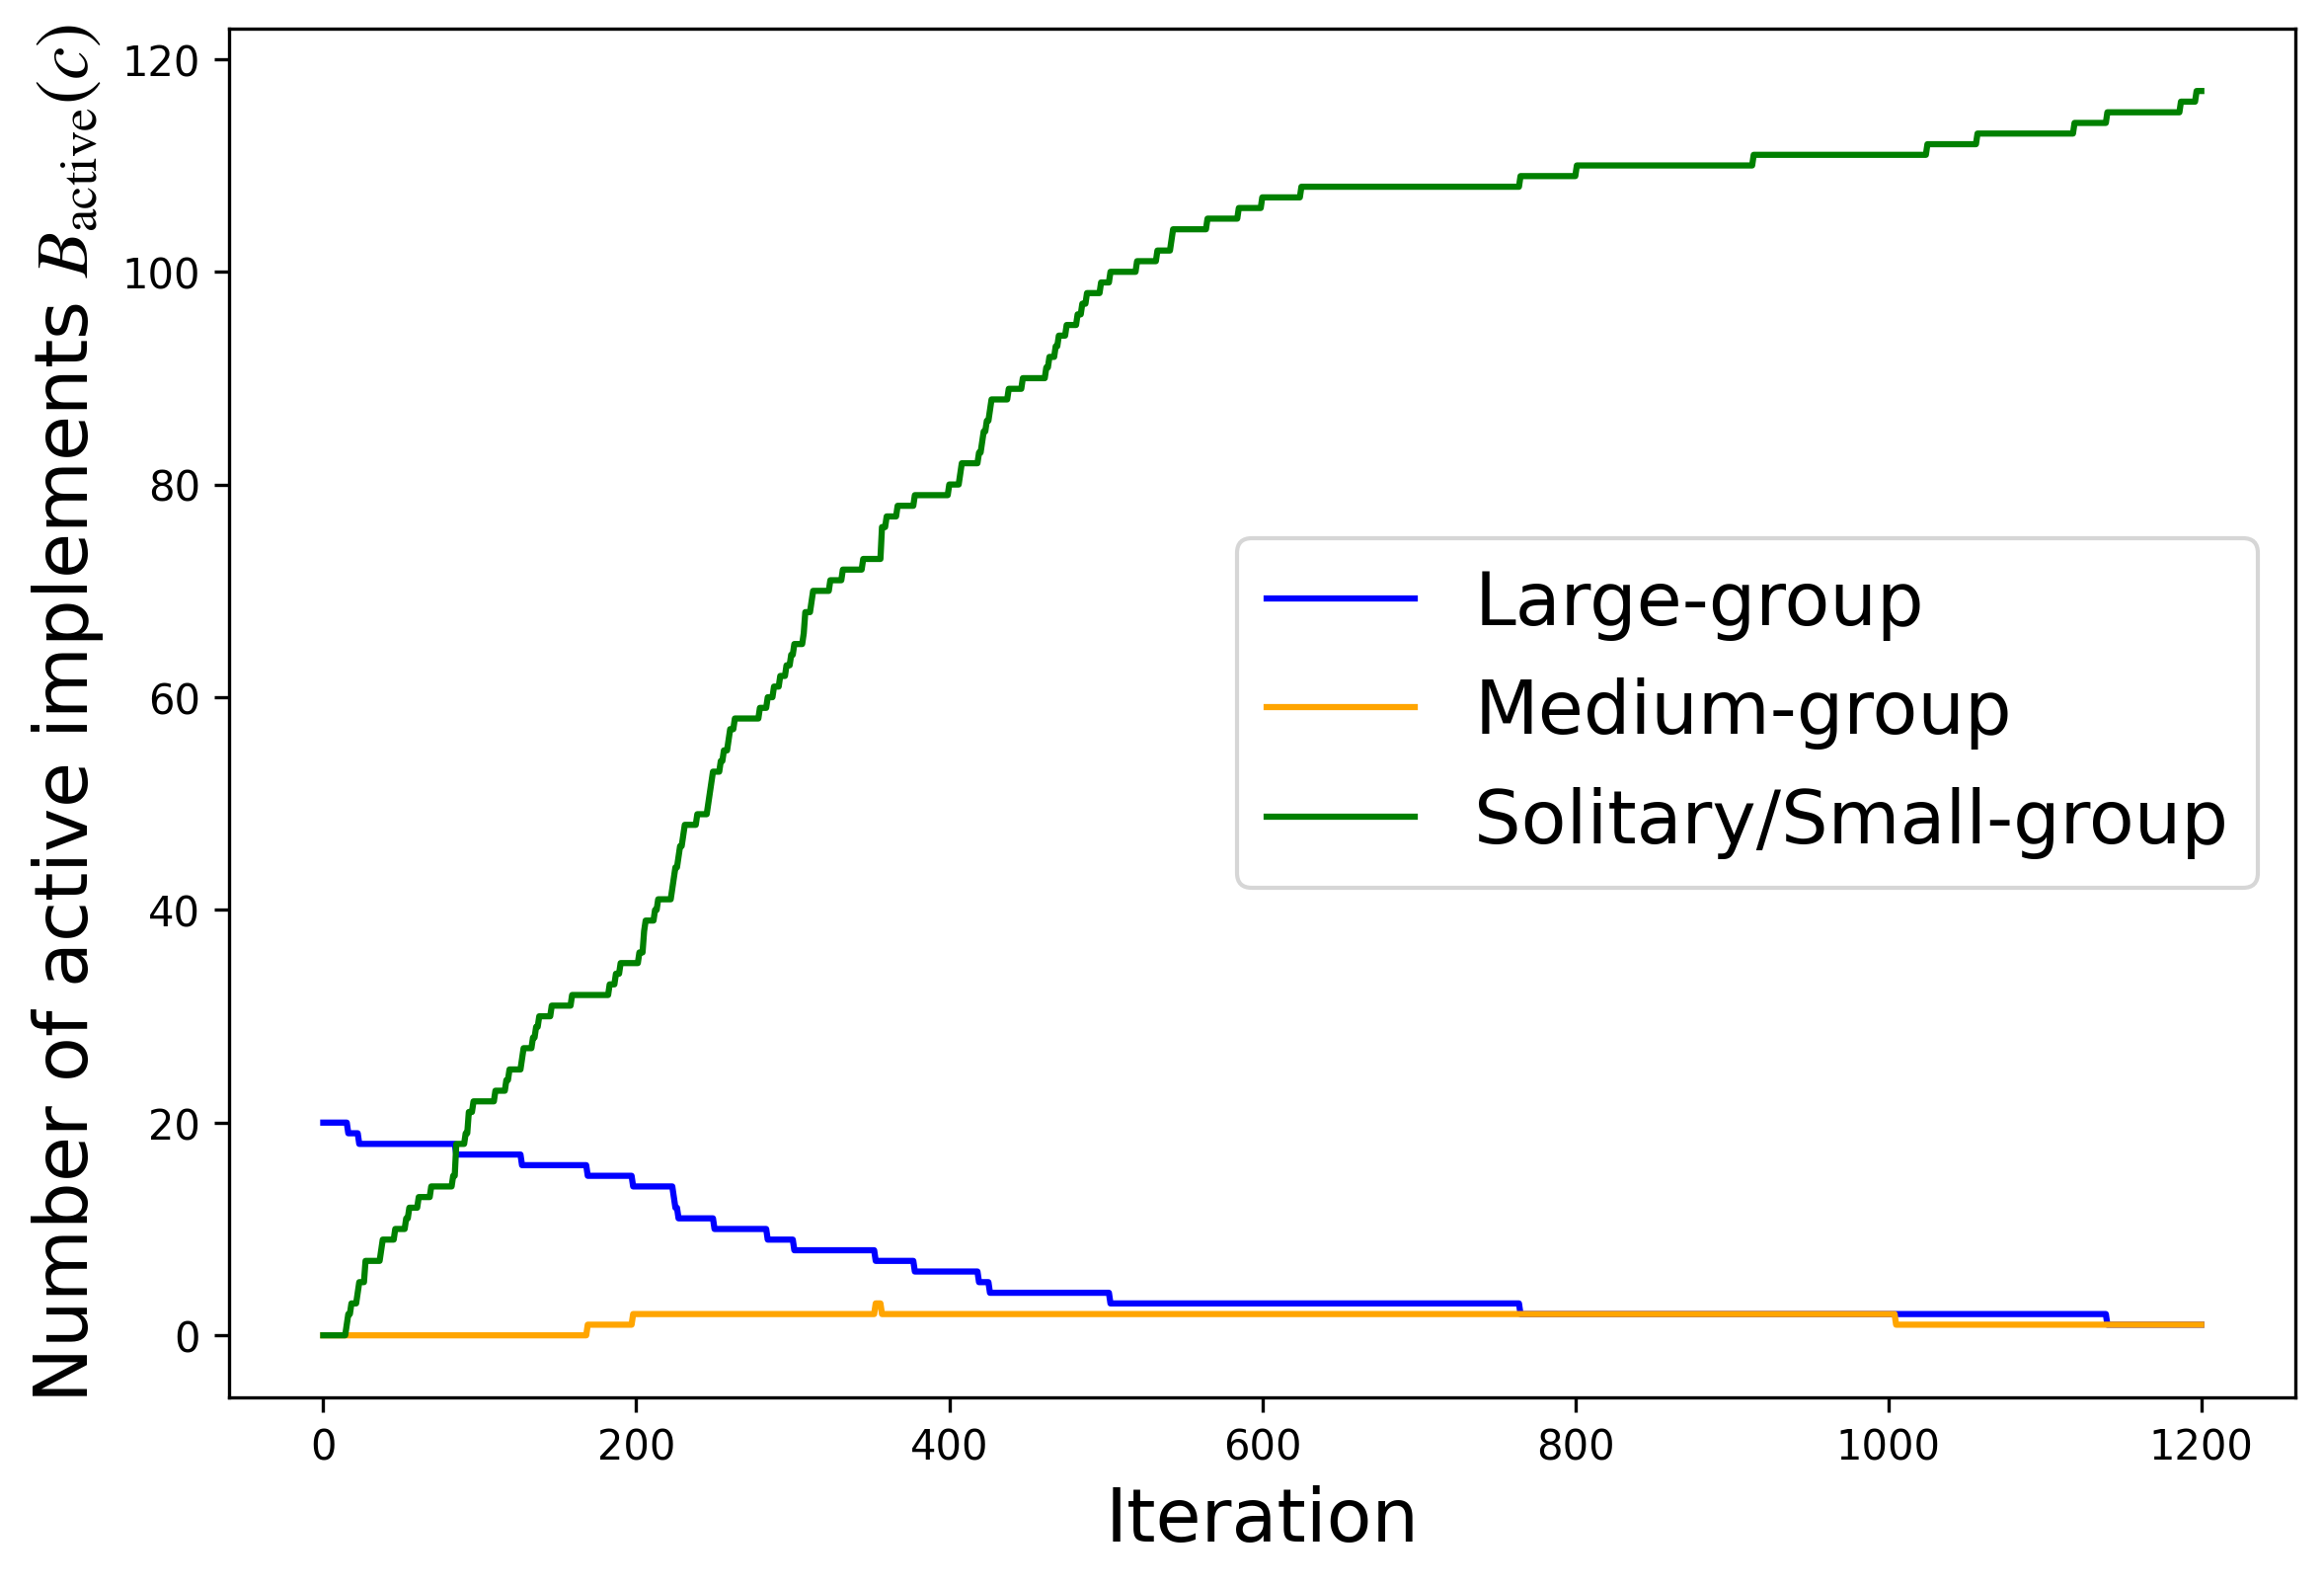 Number of active implements B_active(c)
120
100
80
60
40
20
0
Large-group
Medium-group
Solitary/Small-group
0 200 400 600 800 1000 1200
Iteration